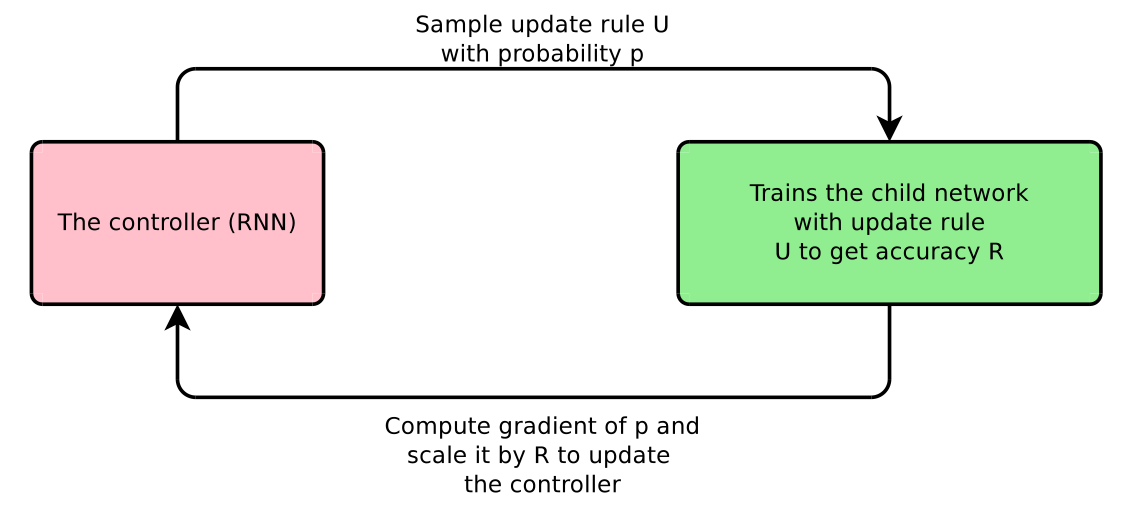 Sample update rule U
with probability p
The controller (RNN)
Trains the child network
with update rule
U to get accuracy R
Compute gradient of p and
scale it by R to update
the controller